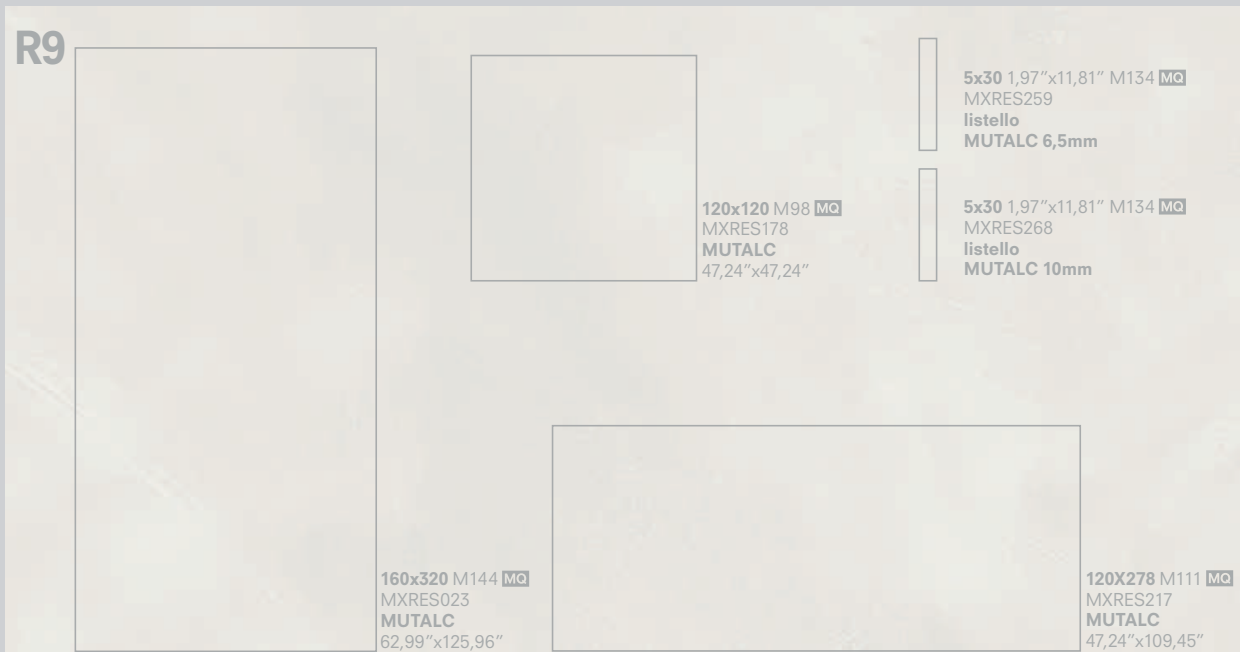 R9
5x30 1,97”x11,81” M134 MQ
MXRES259
listello
MUTALC 6,5mm
120x120 M98 MQ
MXRES178
MUTALC
47,24”x47,24”
5x30 1,97”x11,81” M134 MQ
MXRES268
listello
MUTALC 10mm
160x320 M144 MQ
MXRES023
MUTALC
62,99”x125,96”
120X278 M111 MQ
MXRES217
MUTALC
47,24”x109,45”